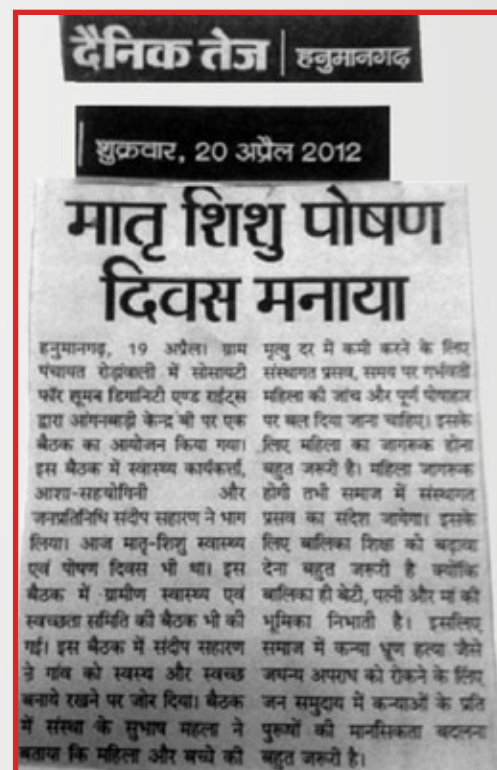 दैनिक तेज | हनुमानगढ़
शुक्रवार, 20 अप्रैल 2012
मातृ शिशु पोषण
दिवस मनाया
हनुमानगढ़, 19 अप्रैल। ग्राम
पंचायत रोड़ांवाली में सोसायटी
फॉर ह्यूमन डिगानिटी एण्ड राईट्स
द्वारा आंगनबाड़ी केन्द्र बी पर एक
बैठक का आयोजन किया गया।
इस बैठक में स्वास्थ्य कार्यकर्त्ता,
आशा-सहयोगिनी और
जनप्रतिनिधि संदीप सहारण ने भाग
लिया। आज मातृ-शिशु स्वास्थ्य
एवं पोषण दिवस भी था। इस
बैठक में ग्रामीण स्वास्थ्य एवं
स्वच्छता समिति की बैठक भी की
गई। इस बैठक में संदीप सहारण
ने गांव को स्वस्थ और स्वच्छ
बनाये रखने पर जोर दिया। बैठक
में संस्था के सुभाष महला ने
बताया कि महिला और बच्चे की
मृत्यु दर में कमी करने के लिए
संस्थागत प्रसव, समय पर गर्भवती
महिला की जांच और पूर्ण पोषाहार
पर बल दिया जाना चाहिए। इसके
लिए महिला का जागरूक होना
बहुत जरूरी है। महिला जागरूक
होगी तभी समाज में संस्थागत
प्रसव का संदेश जायेगा। इसके
लिए बालिका शिक्षा को बढ़ावा
देना बहुत जरूरी है क्योंकि
बालिका ही बेटी, पत्नी और मां की
भूमिका निभाती है। इसलिए
समाज में कन्या भ्रूण हत्या जैसे
जघन्य अपराध को रोकने के लिए
जन समुदाय में कन्याओं के प्रति
पुरूषों की मानसिकता बदलना
बहुत जरूरी है।